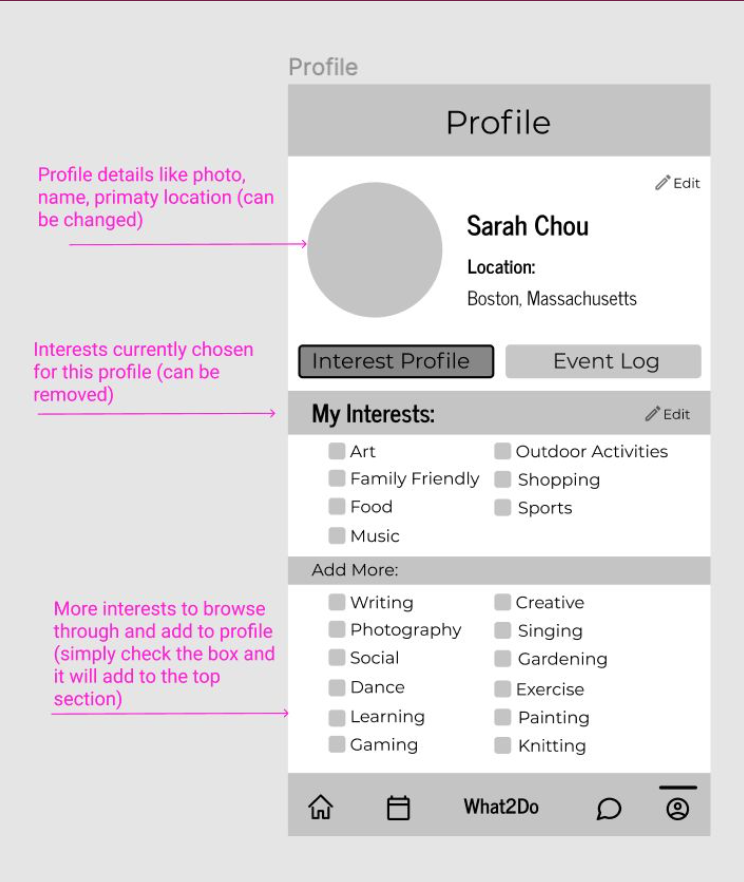 Profile
Profile
Profile details like photo,
name, primaty location (can
be changed)
Edit
Sarah Chou
Location:
Boston, Massachusetts
Interests currently chosen
for this profile (can be
removed)
Interest Profile
Event Log
My Interests:
Edit
Art
Outdoor Activities
Family Friendly
Shopping
Food
Sports
Music
Add More:
More interests to browse
through and add to profile
(simply check the box and
it will add to the top
section)
Writing
Creative
Photography
Singing
Social
Gardening
Dance
Exercise
Learning
Painting
Gaming
Knitting
What2Do